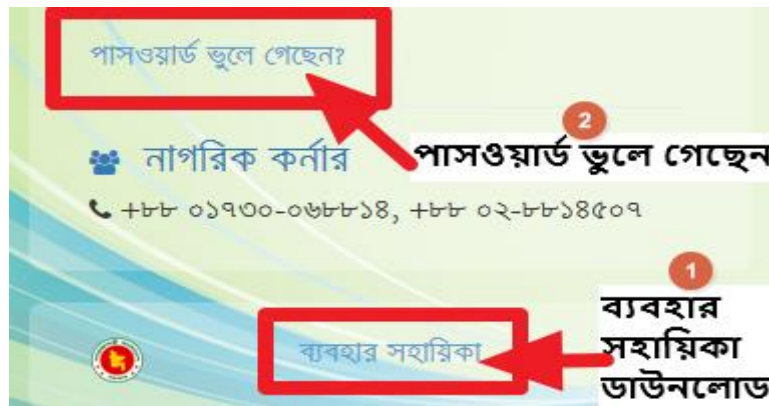 পাসওয়ার্ড ভুলে গেছেন?
2
পাসওয়ার্ড ভুলে গেছেন
নাগরিক কর্নার
+৮৮ ০১৭৩০-০৬৮৮১৪, +৮৮ ০২-৮৮১৪৫০৭
1
ব্যবহার
সহায়িকা
ডাউনলোড
ব্যবহার সহায়িকা